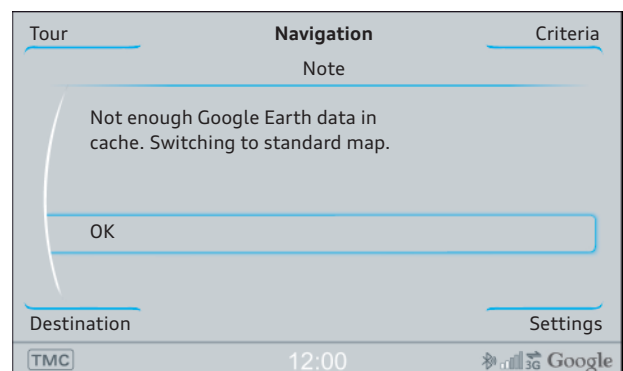 Tour Navigation Criteria
Note
Not enough Google Earth data in
cache. Switching to standard map.
OK
Destination Settings
TMC 12:00 3G Google